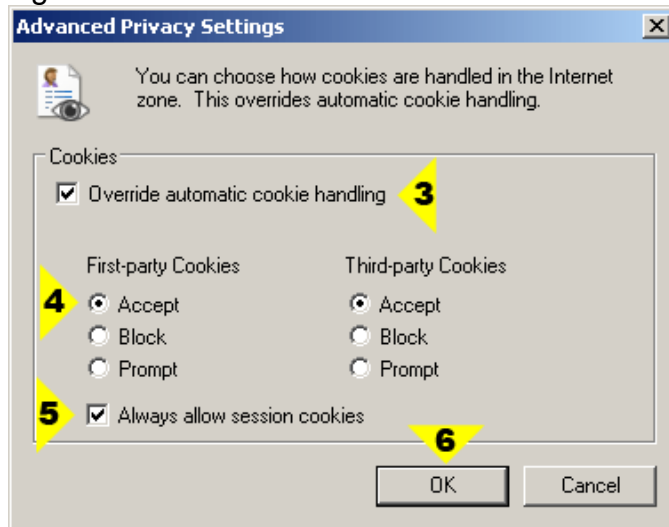 Advanced Privacy Settings
You can choose how cookies are handled in the Internet
zone. This overrides automatic cookie handling.
Cookies
Override automatic cookie handling 3
First-party Cookies Third-party Cookies
4 Accept Accept
Block Block
Prompt Prompt
5 Always allow session cookies
6
OK Cancel